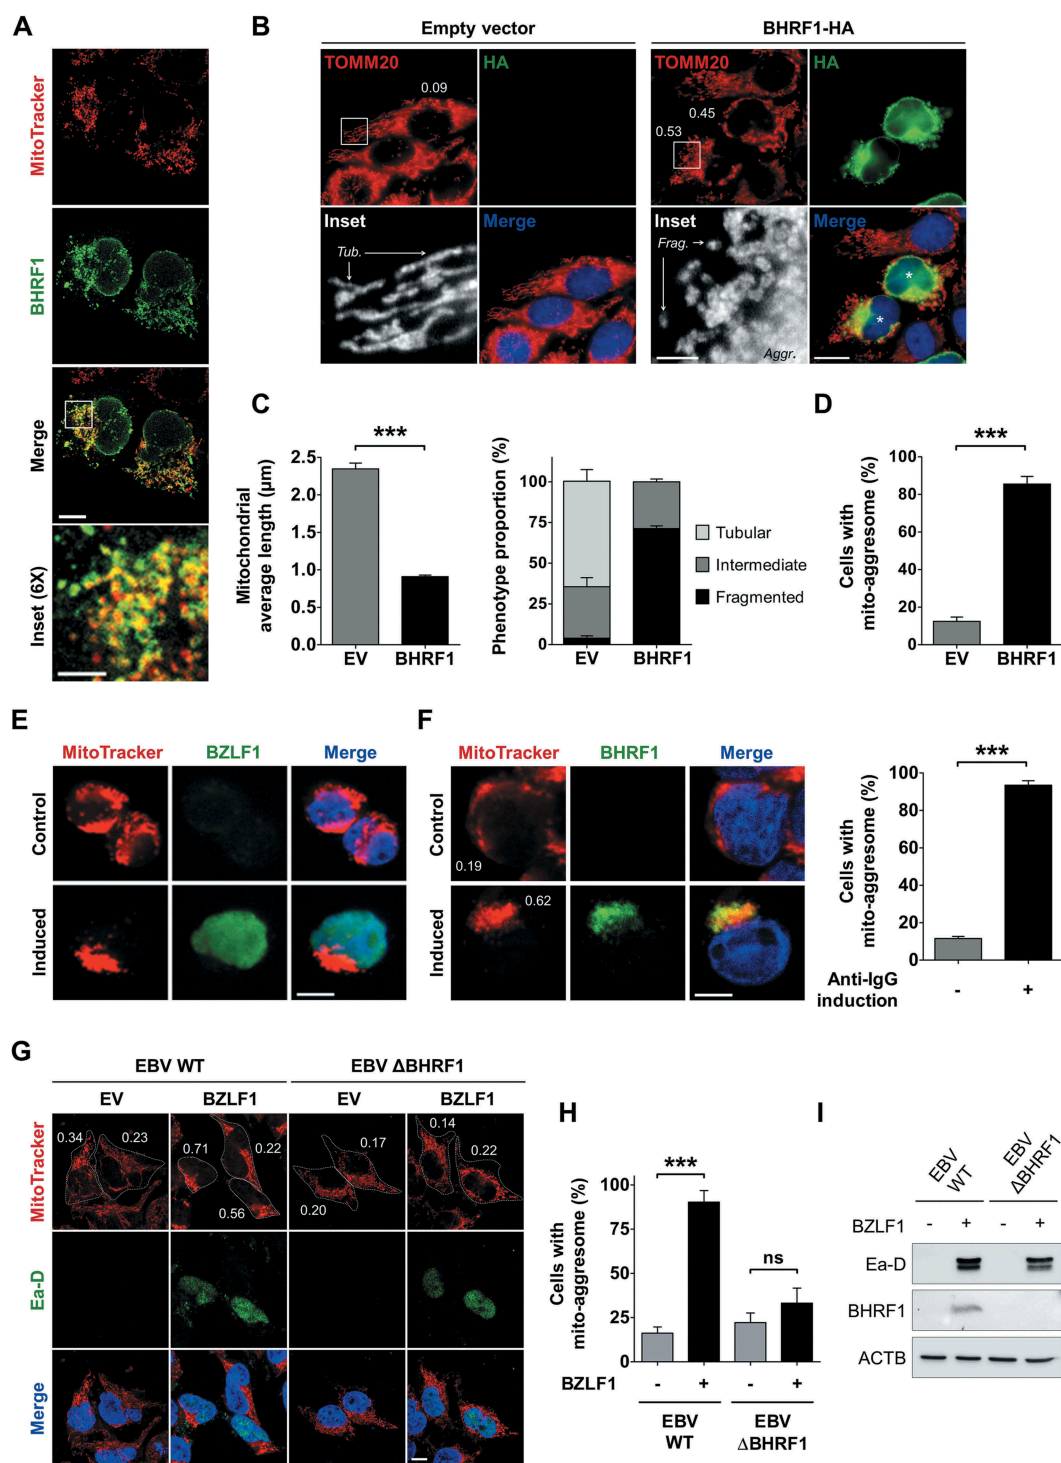 A
MitoTracker
BHRF1
Merge
Inset (6X)
B
Empty vector
BHRF1-HA
TOMM20
HA
TOMM20
HA
0.09
0.45
0.53
Inset
Merge
Inset
Merge
Tub.
Frag.
Aggr.
*
*
C
***
Mitochondrial
average length (µm)
2.5
2.0
1.5
1.0
0.5
0.0
EV
BHRF1
Phenotype proportion (%)
100
75
50
25
0
EV
BHRF1
Tubular
Intermediate
Fragmented
D
***
Cells with
mito-aggresome (%)
100
80
60
40
20
0
EV
BHRF1
E
MitoTracker
BZLF1
Merge
Control
Induced
F
MitoTracker
BHRF1
Merge
Control
Induced
0.19
0.62
***
Cells with
mito-aggresome (%)
100
80
60
40
20
0
Anti-IgG
induction
-
+
G
EBV WT
EBV ΔBHRF1
EV
BZLF1
EV
BZLF1
MitoTracker
Ea-D
Merge
0.34
0.23
0.71
0.22
0.56
0.17
0.20
0.14
0.22
H
***
ns
Cells with
mito-aggresome (%)
100
75
50
25
0
BZLF1
-
+
-
+
EBV
WT
EBV
ΔBHRF1
I
EBV
WT
EBV
ΔBHRF1
BZLF1
-
+
-
+
Ea-D
BHRF1
ACTB